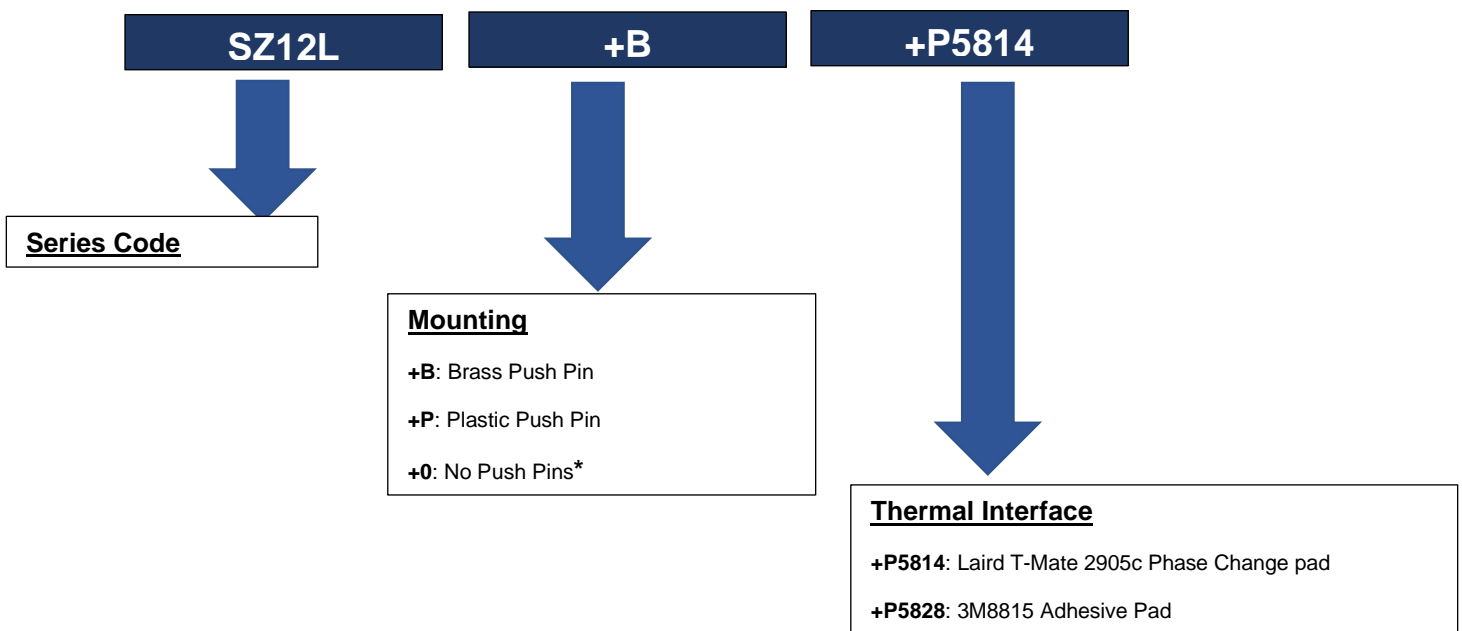 SZ12L +B +P5814
Series Code
Mounting
+B: Brass Push Pin
+P: Plastic Push Pin
+0: No Push Pins*
Thermal Interface
+P5814: Laird T-Mate 2905c Phase Change pad
+P5828: 3M8815 Adhesive Pad